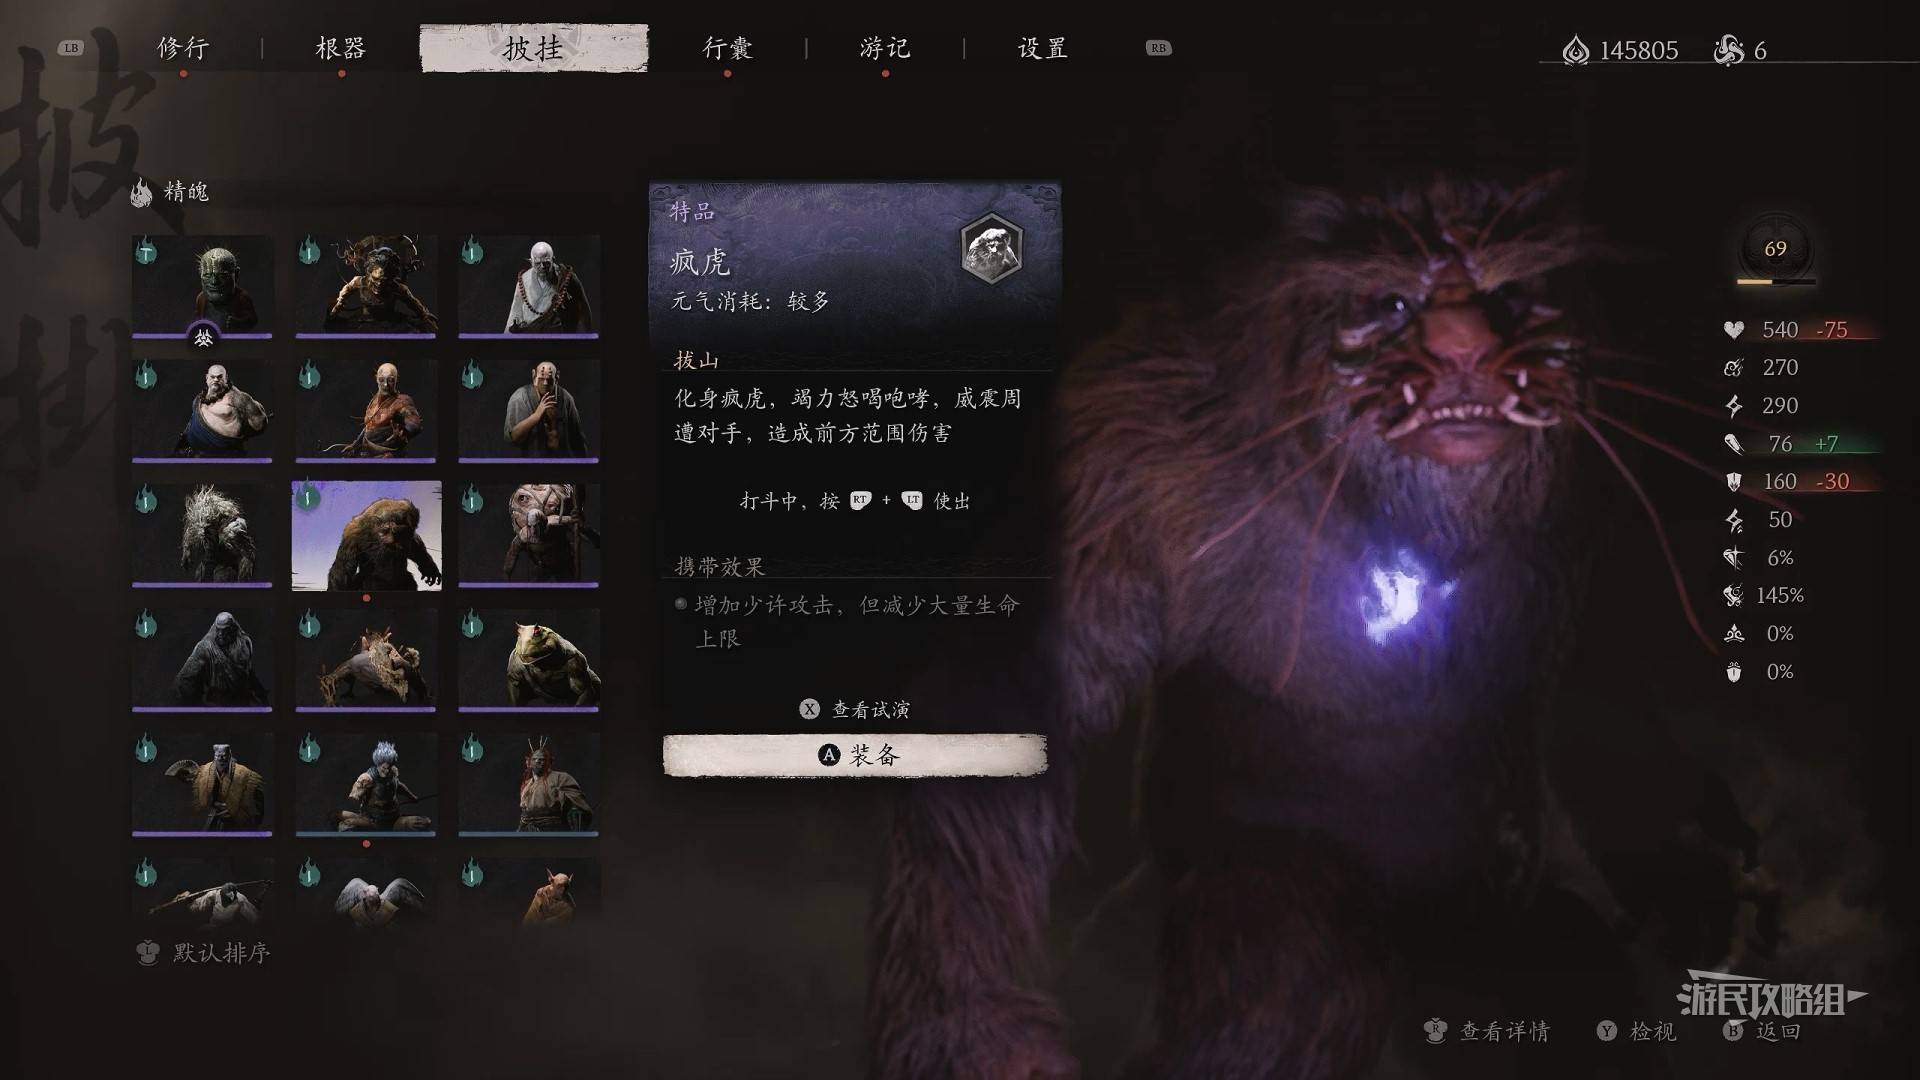 LB
修行
根器
披挂
行囊
游记
设置
RB
145805
6
披
挂
精魄
特品
疯虎
元气消耗：较多
拔山
化身疯虎，竭力怒喝咆哮，威震周
遭对手，造成前方范围伤害
打斗中，按 RT + LT 使出
携带效果
增加少许攻击，但减少大量生命
上限
X 查看试演
A 装备
69
540 -75
270
290
76 +7
160 -30
50
6%
145%
0%
0%
L 默认排序
游民攻略组
R 查看详情
Y 检视
B 返回